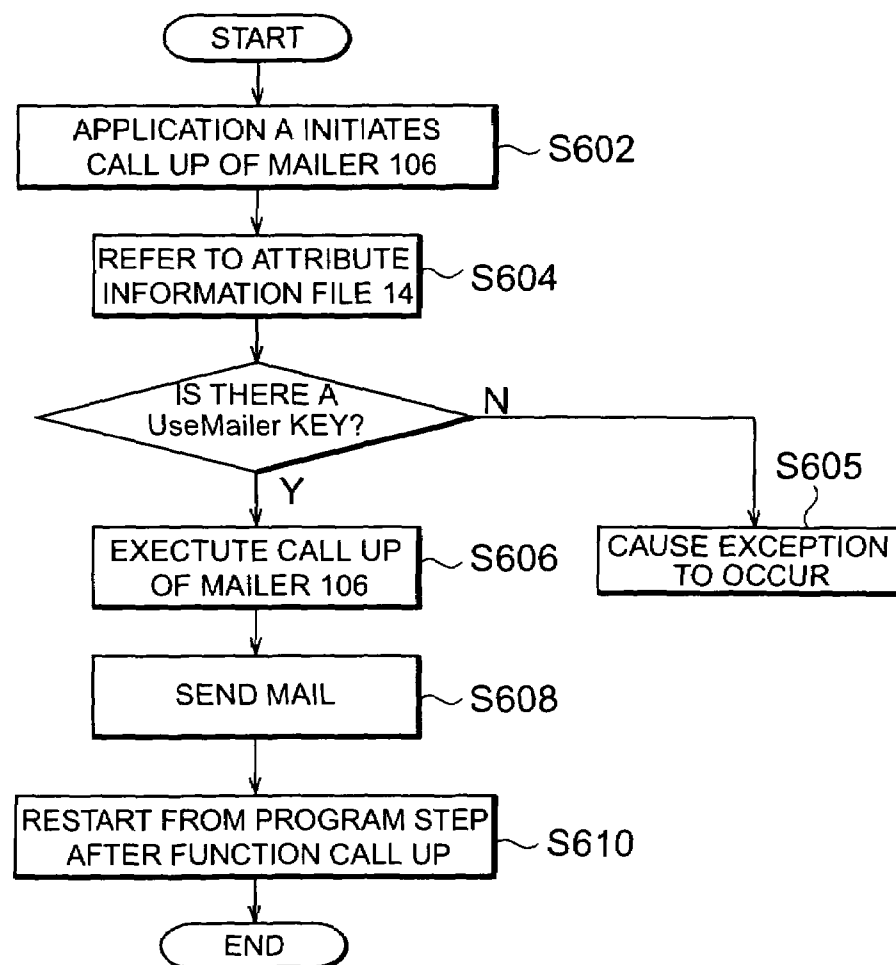 START
APPLICATION A INITIATES
CALL UP OF MAILER 106
S602
REFER TO ATTRIBUTE
INFORMATION FILE 14
S604
IS THERE A
UseMailer KEY?
N
Y
S605
CAUSE EXCEPTION
TO OCCUR
EXECTUTE CALL UP
OF MAILER 106
S606
SEND MAIL
S608
RESTART FROM PROGRAM STEP
AFTER FUNCTION CALL UP
S610
END